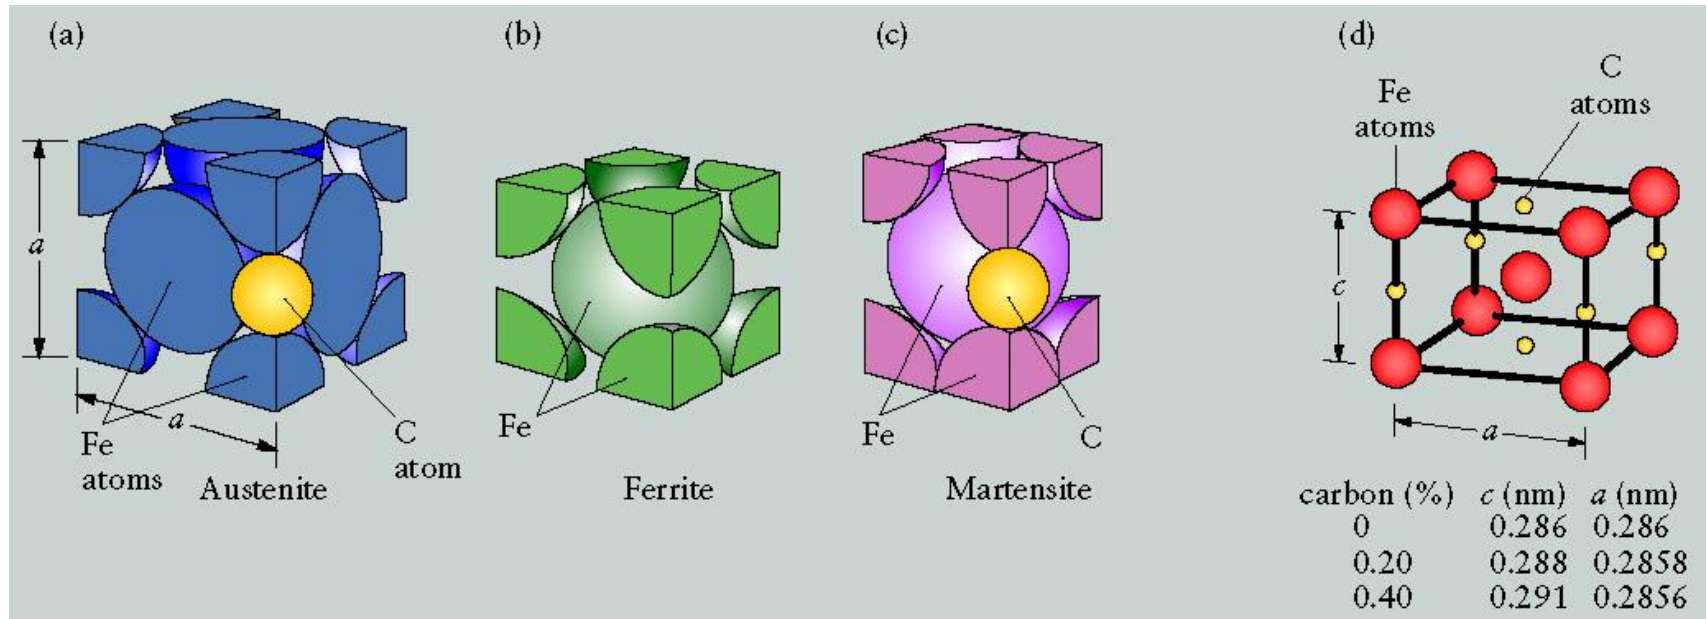 (a)
a
a
Fe
atoms
C
atom
Austenite
(b)
Fe
Ferrite
(c)
Fe
C
Martensite
(d)
Fe
atoms
C
atoms
c
a
carbon (%) c (nm) a (nm)
0 0.286 0.286
0.20 0.288 0.2858
0.40 0.291 0.2856